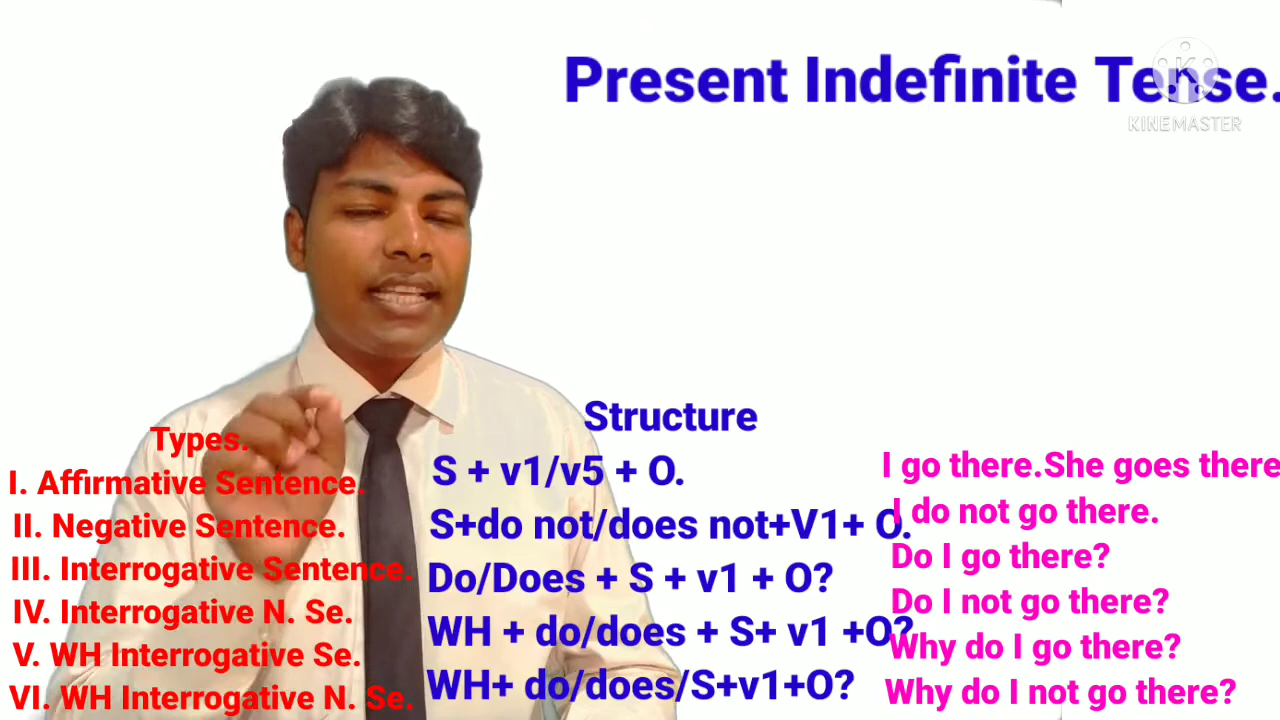 Present Indefinite Tense.
KINEMASTER
Types.
I. Affirmative Sentence.
II. Negative Sentence.
III. Interrogative Sentence.
IV. Interrogative N. Se.
V. WH Interrogative Se.
VI. WH Interrogative N. Se.
Structure
S + v1/v5 + O.
S+do not/does not+V1+ O.
Do/Does + S + v1 + O?
WH + do/does + S+ v1 +O?
WH+ do/does/S+v1+O?
I go there.She goes there
I do not go there.
Do I go there?
Do I not go there?
Why do I go there?
Why do I not go there?